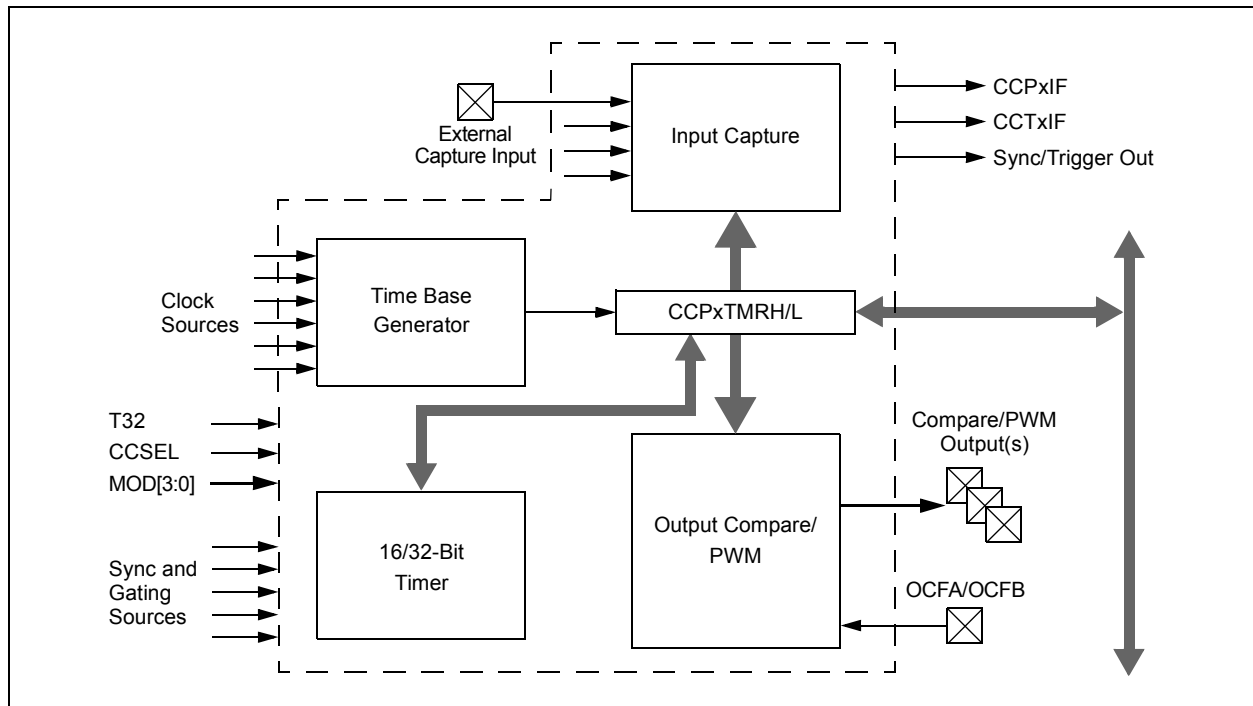 External
Capture Input
Input Capture
CCPxIF
CCTxIF
Sync/Trigger Out
Clock
Sources
Time Base
Generator
CCPxTMRH/L
T32
CCSEL
MOD[3:0]
Sync and
Gating
Sources
16/32-Bit
Timer
Output Compare/
PWM
Compare/PWM
Output(s)
OCFA/OCFB